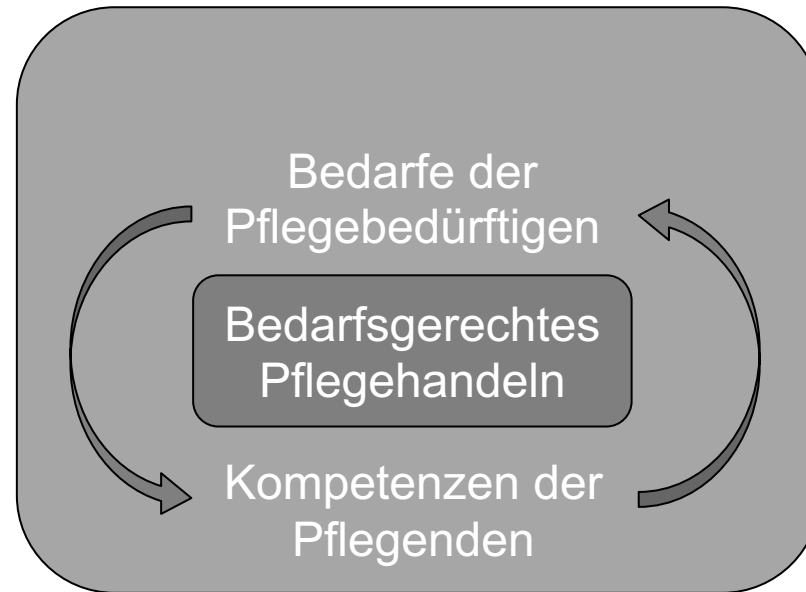 Bedarfe der
Pflegebedürftigen
Bedarfsgerechtes
Pflegehandeln
Kompetenzen der
Pflegenden